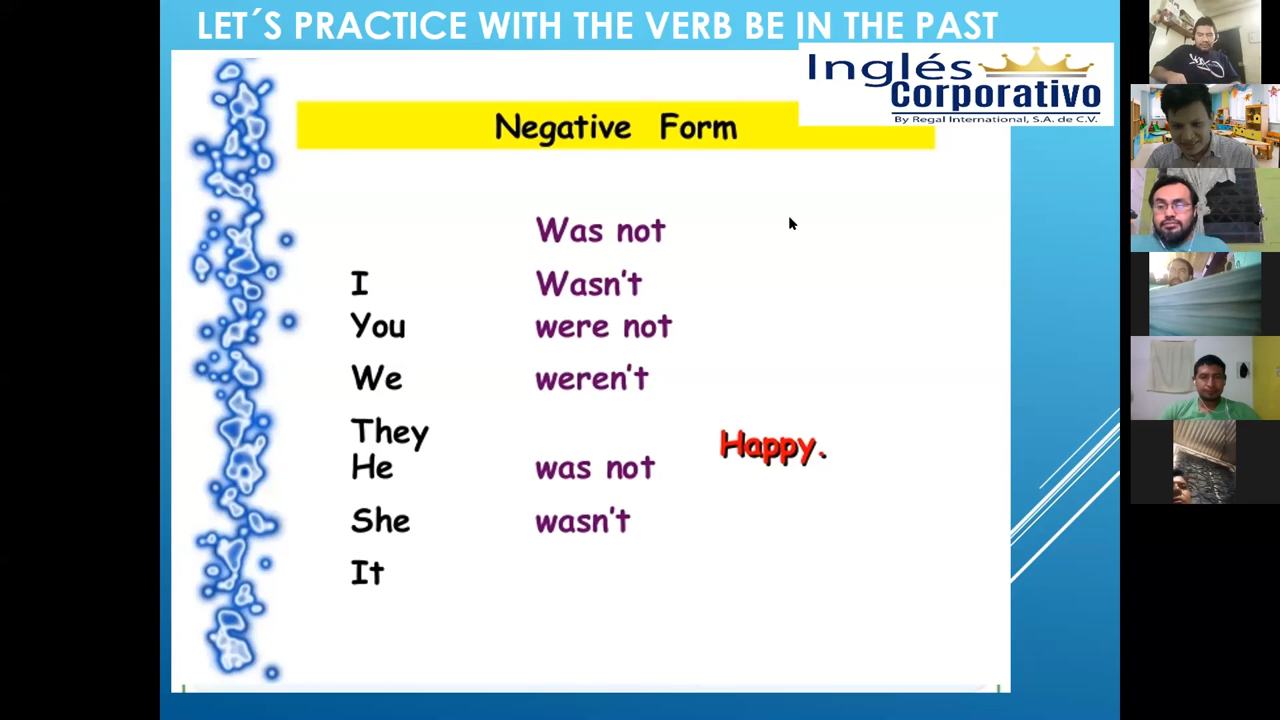 LET´S PRACTICE WITH THE VERB BE IN THE PAST
Inglés
Corporativo
By Regal International, S.A. de C.V.
Negative Form
Was not
I Wasn't
You were not
We weren't
They
Happy.
He was not
She wasn't
It